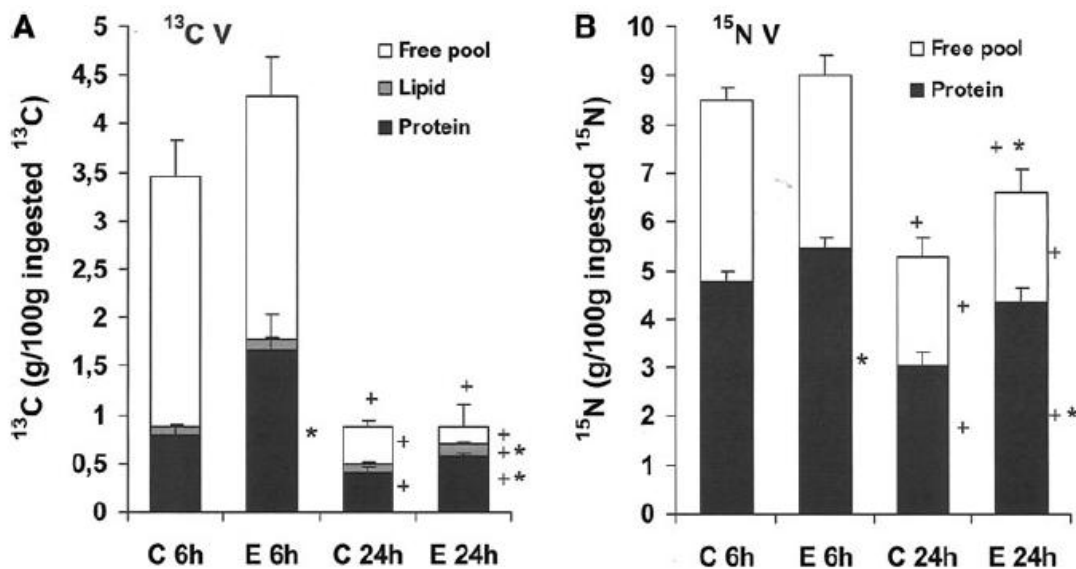 A
¹³C V
Free pool
Lipid
Protein
¹³C (g/100g ingested ¹³C)
5
4,5
4
3,5
3
2,5
2
1,5
1
0,5
0
*
+
+
+
+
+
+ *
+ *
C 6h E 6h C 24h E 24h
B
¹⁵N V
Free pool
Protein
¹⁵N (g/100g ingested ¹⁵N)
10
9
8
7
6
5
4
3
2
1
0
*
+
+
+
+ *
+
+ *
C 6h E 6h C 24h E 24h